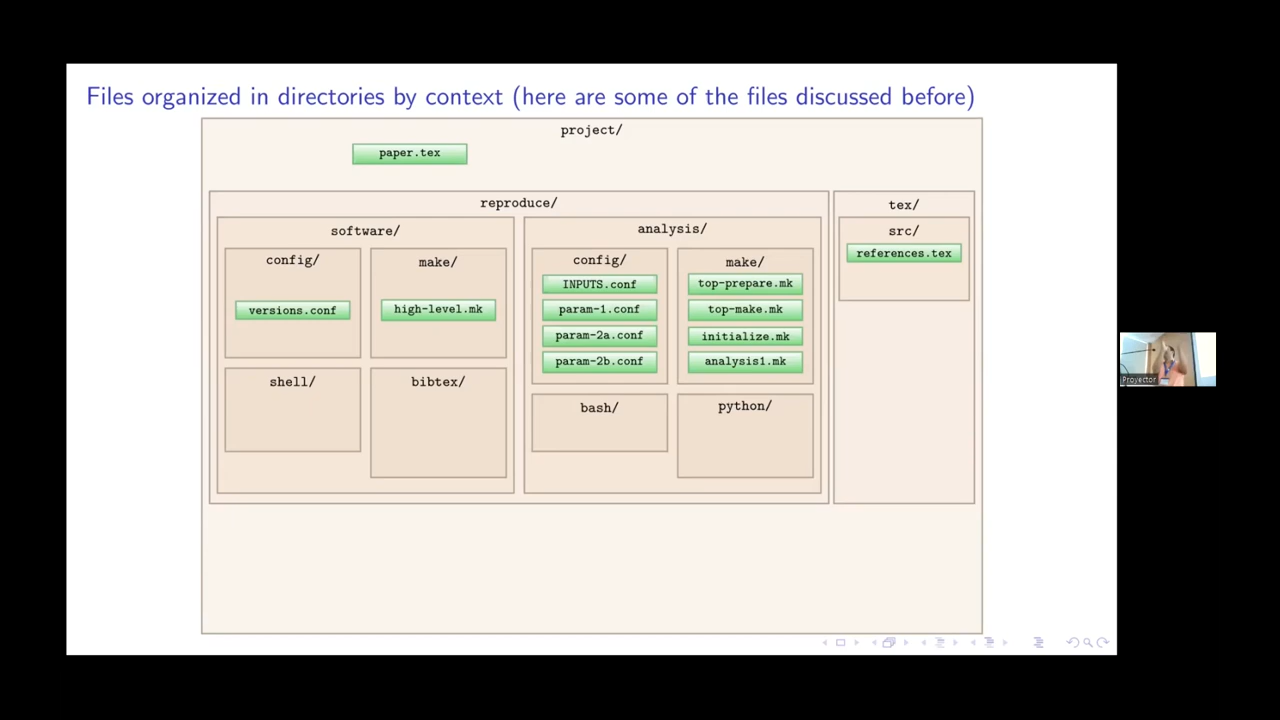 Files organized in directories by context (here are some of the files discussed before)
project/
paper.tex
reproduce/
software/
config/
versions.conf
make/
high-level.mk
shell/
bibtex/
analysis/
config/
INPUTS.conf
param-1.conf
param-2a.conf
param-2b.conf
make/
top-prepare.mk
top-make.mk
initialize.mk
analysis1.mk
bash/
python/
tex/
src/
references.tex
Proyector